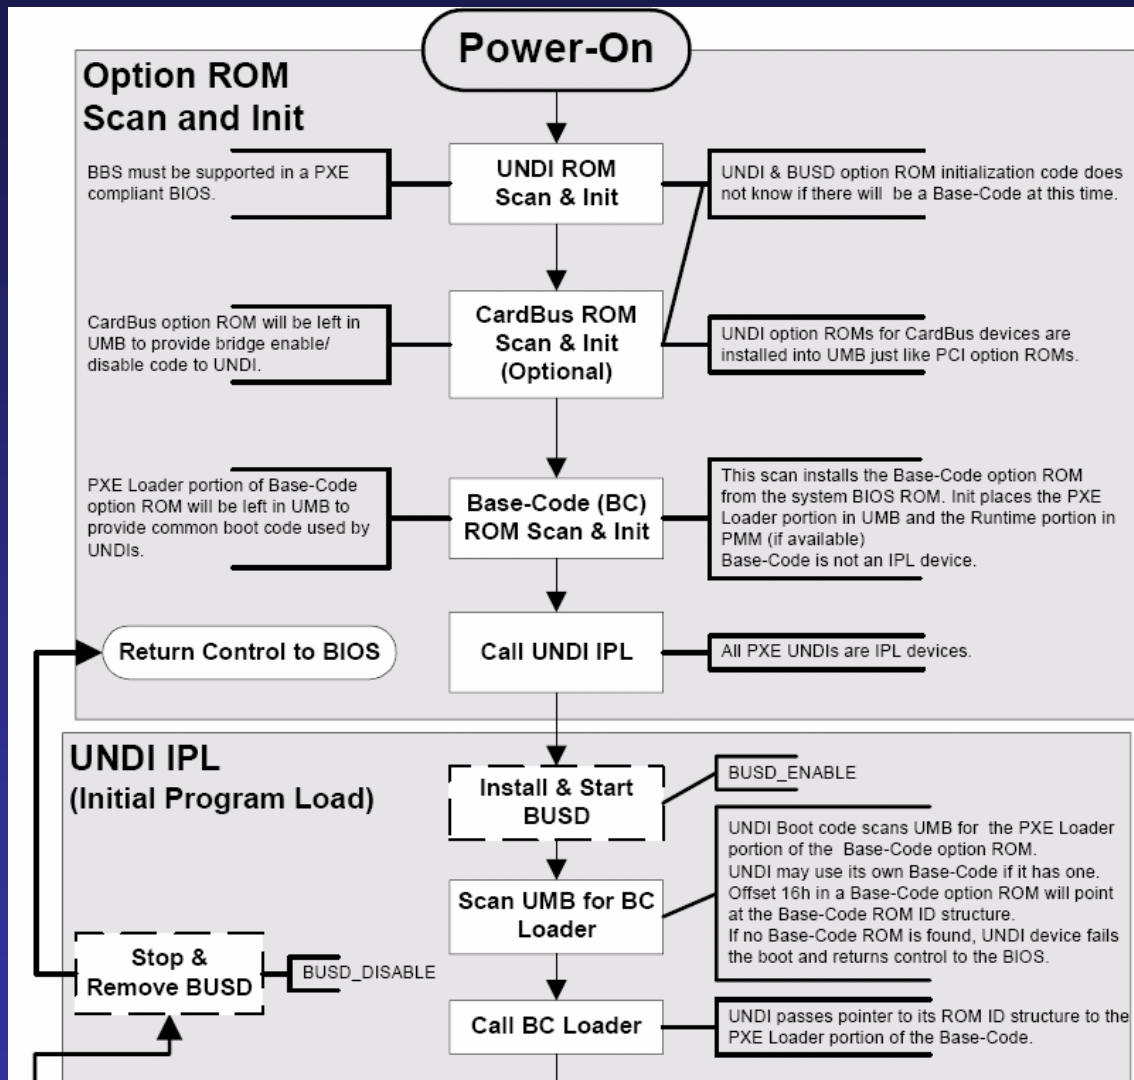 Power-On
Option ROM
Scan and Init
BBS must be supported in a PXE
compliant BIOS.
UNDI ROM
Scan & Init
UNDI & BUSD option ROM initialization code does
not know if there will be a Base-Code at this time.
CardBus option ROM will be left in
UMB to provide bridge enable/
disable code to UNDI.
CardBus ROM
Scan & Init
(Optional)
UNDI option ROMs for CardBus devices are
installed into UMB just like PCI option ROMs.
PXE Loader portion of Base-Code
option ROM will be left in UMB to
provide common boot code used by
UNDIs.
Base-Code (BC)
ROM Scan & Init
This scan installs the Base-Code option ROM
from the system BIOS ROM. Init places the PXE
Loader portion in UMB and the Runtime portion in
PMM (if available)
Base-Code is not an IPL device.
Return Control to BIOS
Call UNDI IPL
All PXE UNDIs are IPL devices.
UNDI IPL
(Initial Program Load)
Install & Start
BUSD
BUSD_ENABLE
Scan UMB for BC
Loader
UNDI Boot code scans UMB for the PXE Loader
portion of the Base-Code option ROM.
UNDI may use its own Base-Code if it has one.
Offset 16h in a Base-Code option ROM will point
at the Base-Code ROM ID structure.
If no Base-Code ROM is found, UNDI device fails
the boot and returns control to the BIOS.
Stop &
Remove BUSD
BUSD_DISABLE
Call BC Loader
UNDI passes pointer to its ROM ID structure to the
PXE Loader portion of the Base-Code.